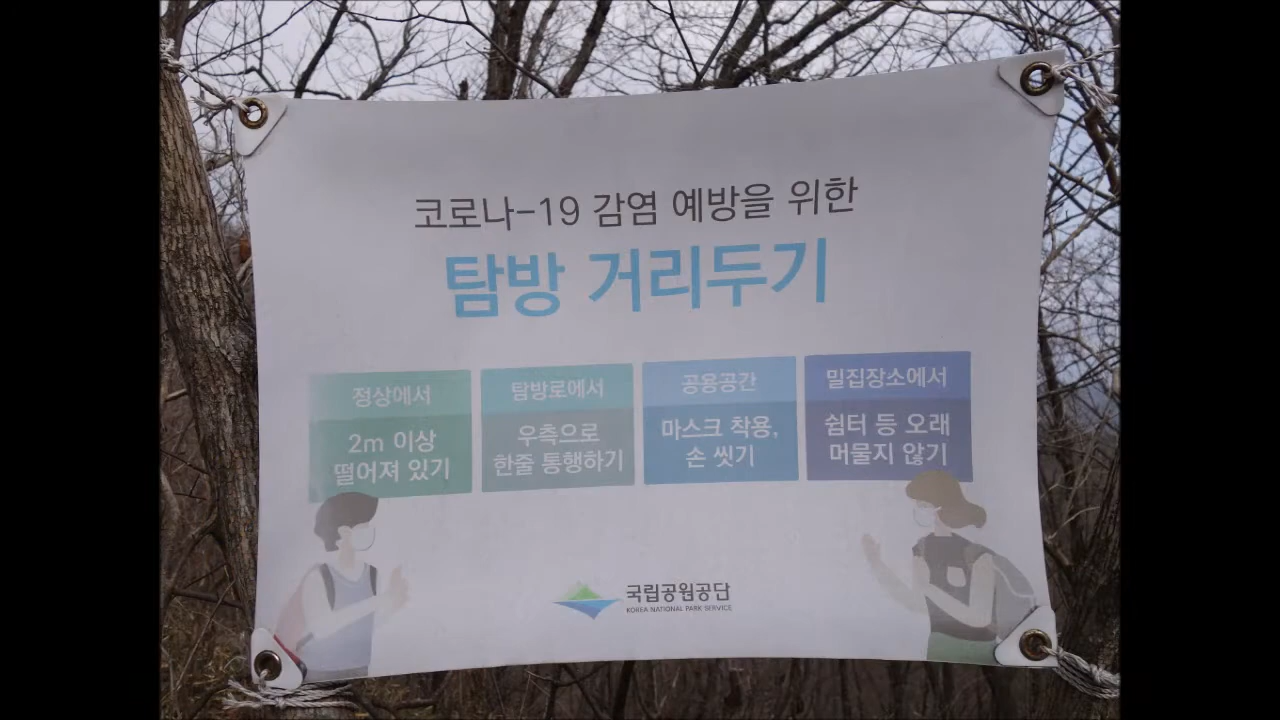 코로나-19 감염 예방을 위한
탐방 거리두기
정상에서
2m 이상
떨어져 있기
탐방로에서
우측으로
한줄 통행하기
공용공간
마스크 착용,
손 씻기
밀집장소에서
쉼터 등 오래
머물지 않기
국립공원공단
KOREA NATIONAL PARK SERVICE